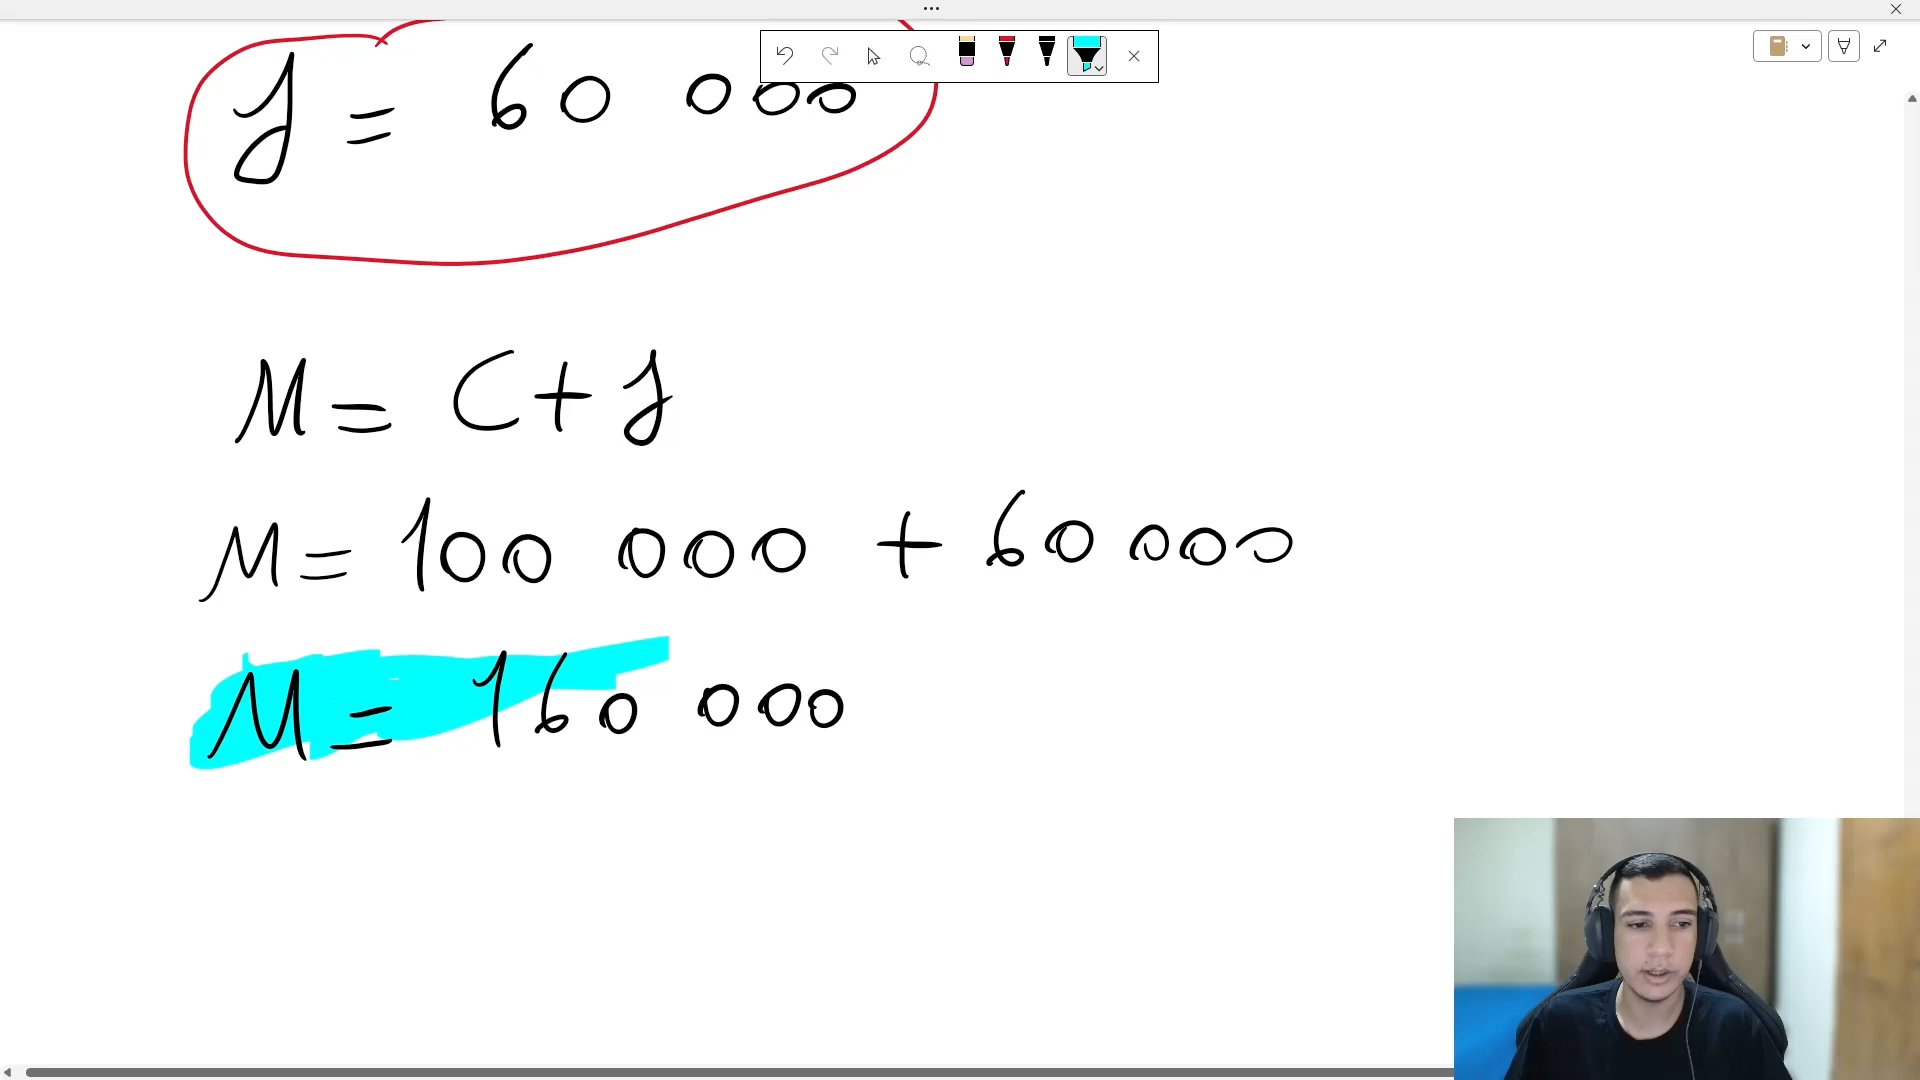 J = 60 000
M = C + J
M = 100 000 + 60 000
M = 160 000